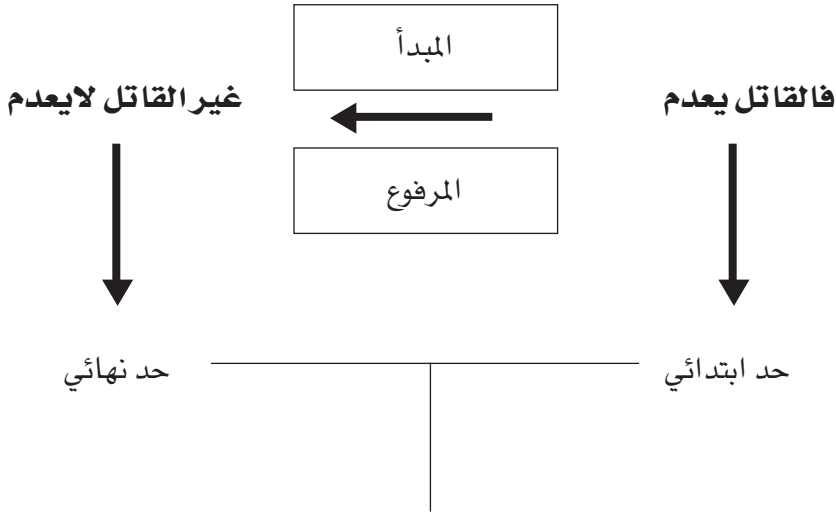 المبدأ
فالقاتل يعدم
غير القاتل لايعدم
المرفوع
حد ابتدائي
حد نهائي